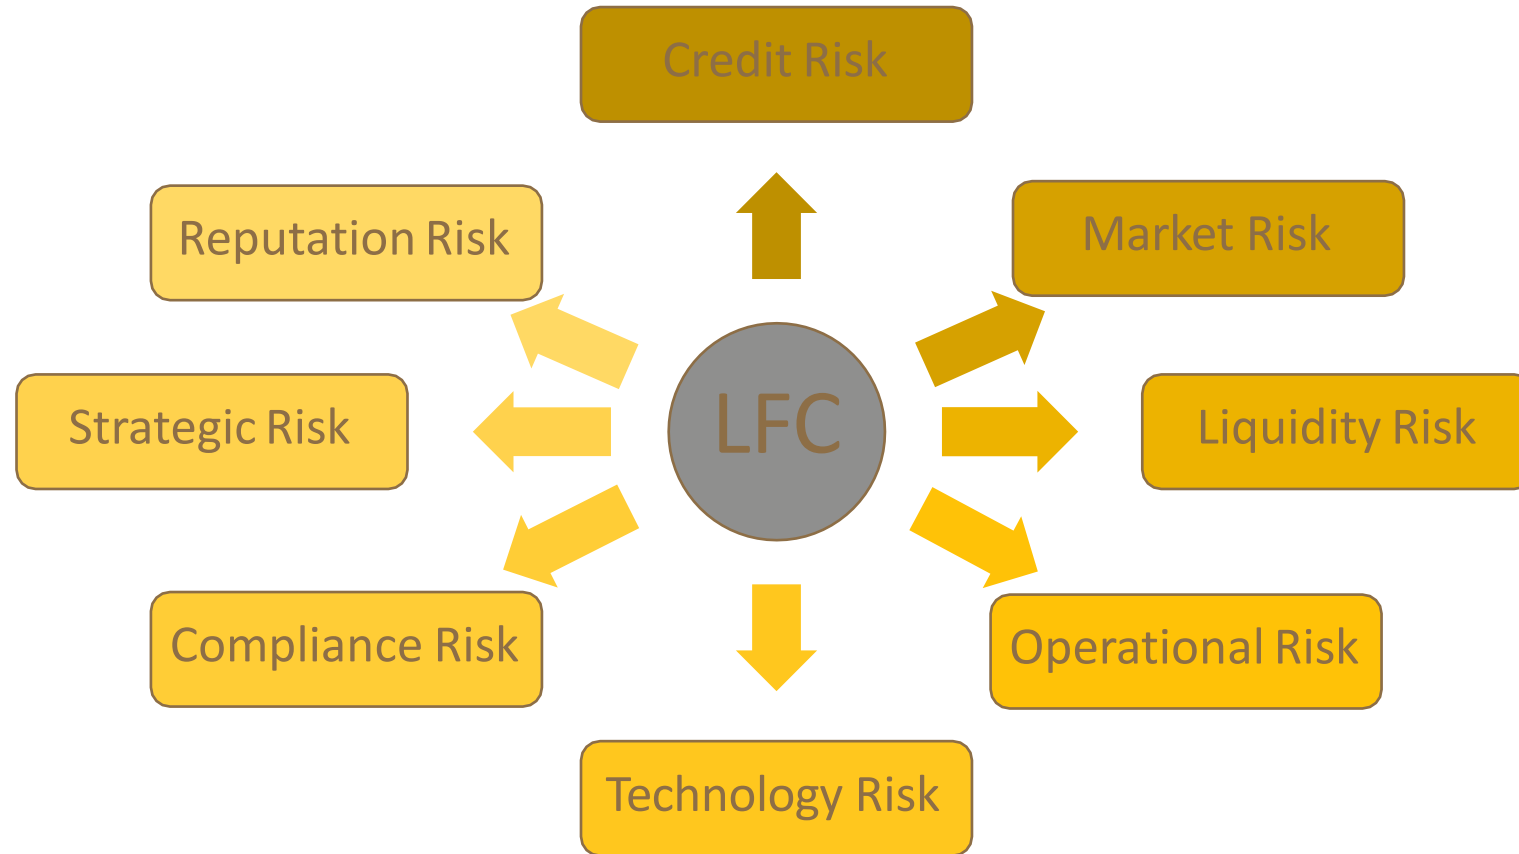 Credit Risk
Reputation Risk
Market Risk
Strategic Risk
LFC
Liquidity Risk
Compliance Risk
Operational Risk
Technology Risk